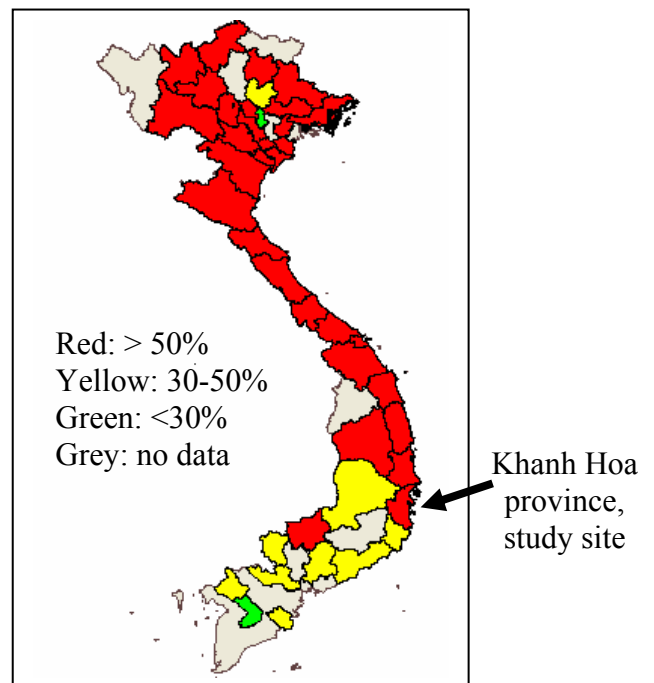 Red: > 50%
Yellow: 30-50%
Green: <30%
Grey: no data
Khanh Hoa
province,
study site